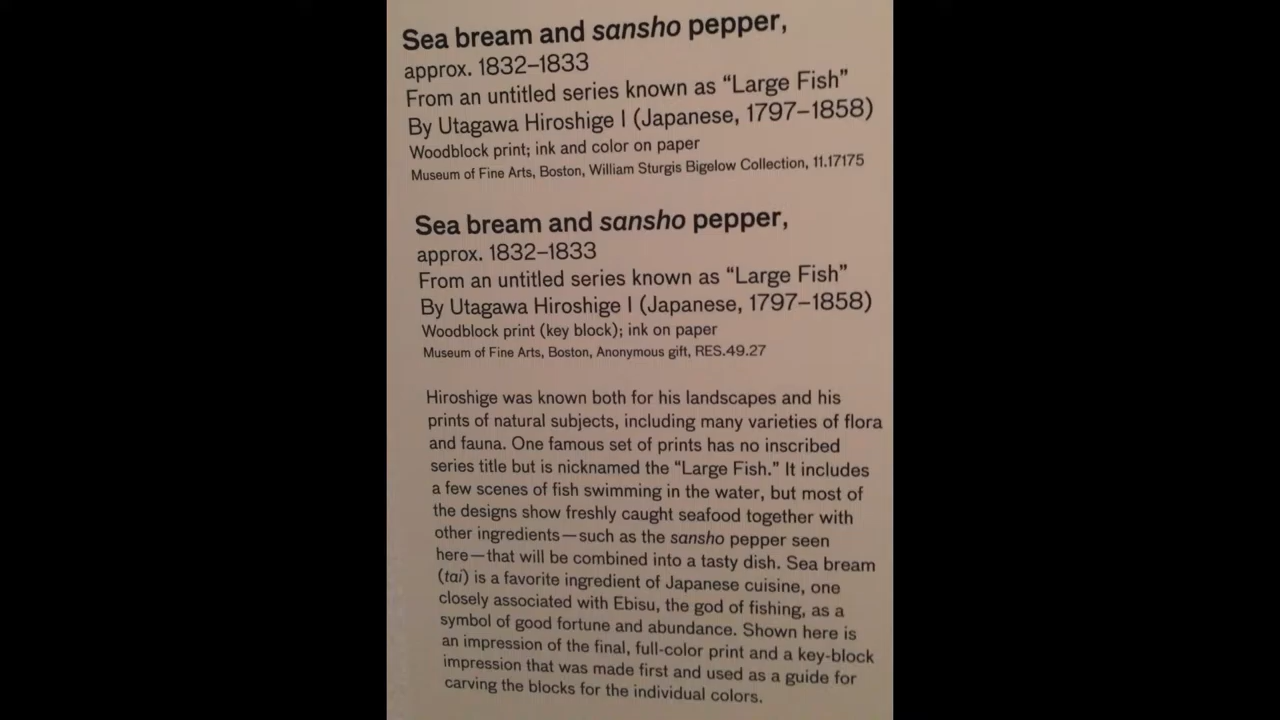 Sea bream and sansho pepper,
approx. 1832–1833
From an untitled series known as “Large Fish”
By Utagawa Hiroshige I (Japanese, 1797–1858)
Woodblock print; ink and color on paper
Museum of Fine Arts, Boston, William Sturgis Bigelow Collection, 11.17175
Sea bream and sansho pepper,
approx. 1832–1833
From an untitled series known as “Large Fish”
By Utagawa Hiroshige I (Japanese, 1797–1858)
Woodblock print (key block); ink on paper
Museum of Fine Arts, Boston, Anonymous gift, RES.49.27
Hiroshige was known both for his landscapes and his
prints of natural subjects, including many varieties of flora
and fauna. One famous set of prints has no inscribed
series title but is nicknamed the “Large Fish.” It includes
a few scenes of fish swimming in the water, but most of
the designs show freshly caught seafood together with
other ingredients—such as the sansho pepper seen
here—that will be combined into a tasty dish. Sea bream
(tai) is a favorite ingredient of Japanese cuisine, one
closely associated with Ebisu, the god of fishing, as a
symbol of good fortune and abundance. Shown here is
an impression of the final, full-color print and a key-block
impression that was made first and used as a guide for
carving the blocks for the individual colors.